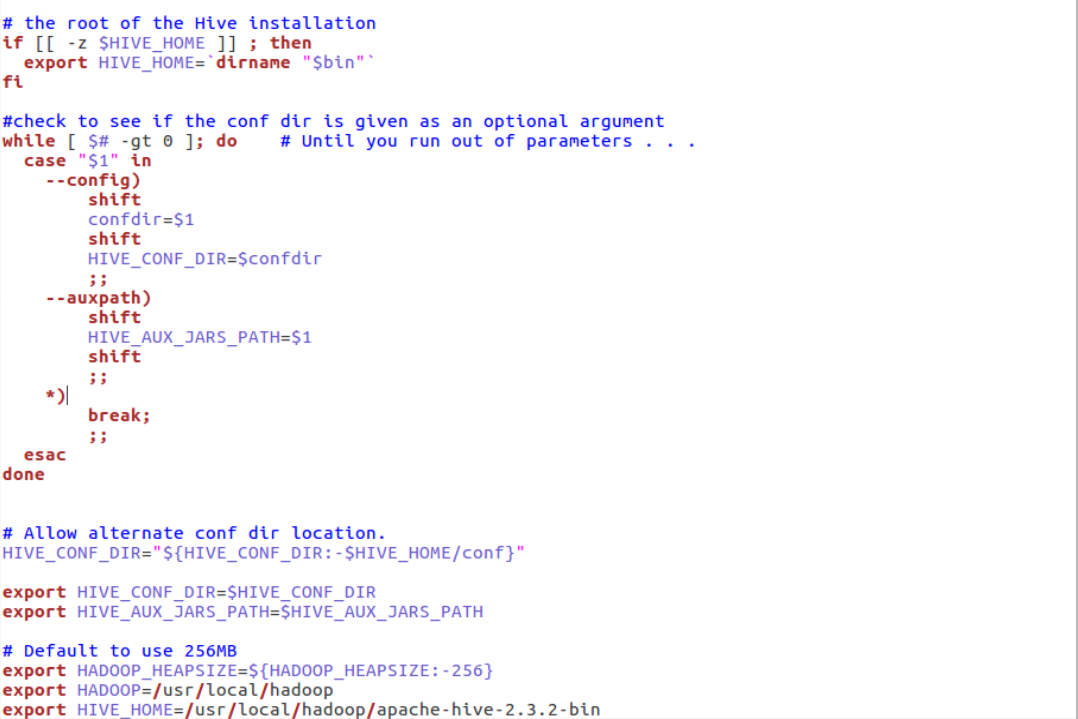 # the root of the Hive installation
if [[ -z $HIVE_HOME ]] ; then
  export HIVE_HOME=`dirname "$bin"`
fi

#check to see if the conf dir is given as an optional argument
while [ $# -gt 0 ]; do    # Until you run out of parameters . . .
  case "$1" in
    --config)
        shift
        confdir=$1
        shift
        HIVE_CONF_DIR=$confdir
        ;;
    --auxpath)
        shift
        HIVE_AUX_JARS_PATH=$1
        shift
        ;;
    *)
        break;
        ;;
  esac
done


# Allow alternate conf dir location.
HIVE_CONF_DIR="${HIVE_CONF_DIR:-$HIVE_HOME/conf}"

export HIVE_CONF_DIR=$HIVE_CONF_DIR
export HIVE_AUX_JARS_PATH=$HIVE_AUX_JARS_PATH

# Default to use 256MB
export HADOOP_HEAPSIZE=${HADOOP_HEAPSIZE:-256}
export HADOOP=/usr/local/hadoop
export HIVE_HOME=/usr/local/hadoop/apache-hive-2.3.2-bin